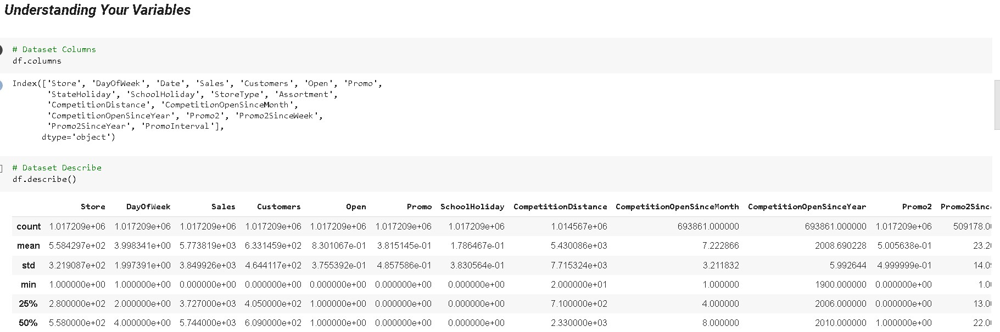 Understanding Your Variables
# Dataset Columns
df.columns
Index(['Store', 'DayOfWeek', 'Date', 'Sales', 'Customers', 'Open', 'Promo',
'StateHoliday', 'SchoolHoliday', 'StoreType', 'Assortment',
'CompetitionDistance', 'CompetitionOpenSinceMonth',
'CompetitionOpenSinceYear', 'Promo2', 'Promo2SinceWeek',
'Promo2SinceYear', 'PromoInterval'],
dtype='object')
# Dataset Describe
df.describe()
Store DayOfWeek Sales Customers Open Promo SchoolHoliday CompetitionDistance CompetitionOpenSinceMonth CompetitionOpenSinceYear Promo2 Promo2Sinc
count 1.017209e+06 1.017209e+06 1.017209e+06 1.017209e+06 1.017209e+06 1.017209e+06 1.017209e+06 1.014567e+06 693861.000000 693861.000000 1.017209e+06 509178.0
mean 5.584297e+02 3.998341e+00 5.773819e+03 6.331459e+02 8.301067e-01 3.815145e-01 1.786467e-01 5.430086e+03 7.222866 2008.690228 5.005638e-01 23.2
std 3.219087e+02 1.997391e+00 3.849926e+03 4.644117e+02 3.755392e-01 4.857586e-01 3.830564e-01 7.715324e+03 3.211832 5.992644 4.999999e-01 14.0
min 1.000000e+00 1.000000e+00 0.000000e+00 0.000000e+00 0.000000e+00 0.000000e+00 0.000000e+00 2.000000e+01 1.000000 1900.000000 0.000000e+00 1.0
25% 2.800000e+02 2.000000e+00 3.727000e+03 4.050000e+02 1.000000e+00 0.000000e+00 0.000000e+00 7.100000e+02 4.000000 2006.000000 0.000000e+00 13.0
50% 5.580000e+02 4.000000e+00 5.744000e+03 6.090000e+02 1.000000e+00 0.000000e+00 0.000000e+00 2.330000e+03 8.000000 2010.000000 1.000000e+00 22.0